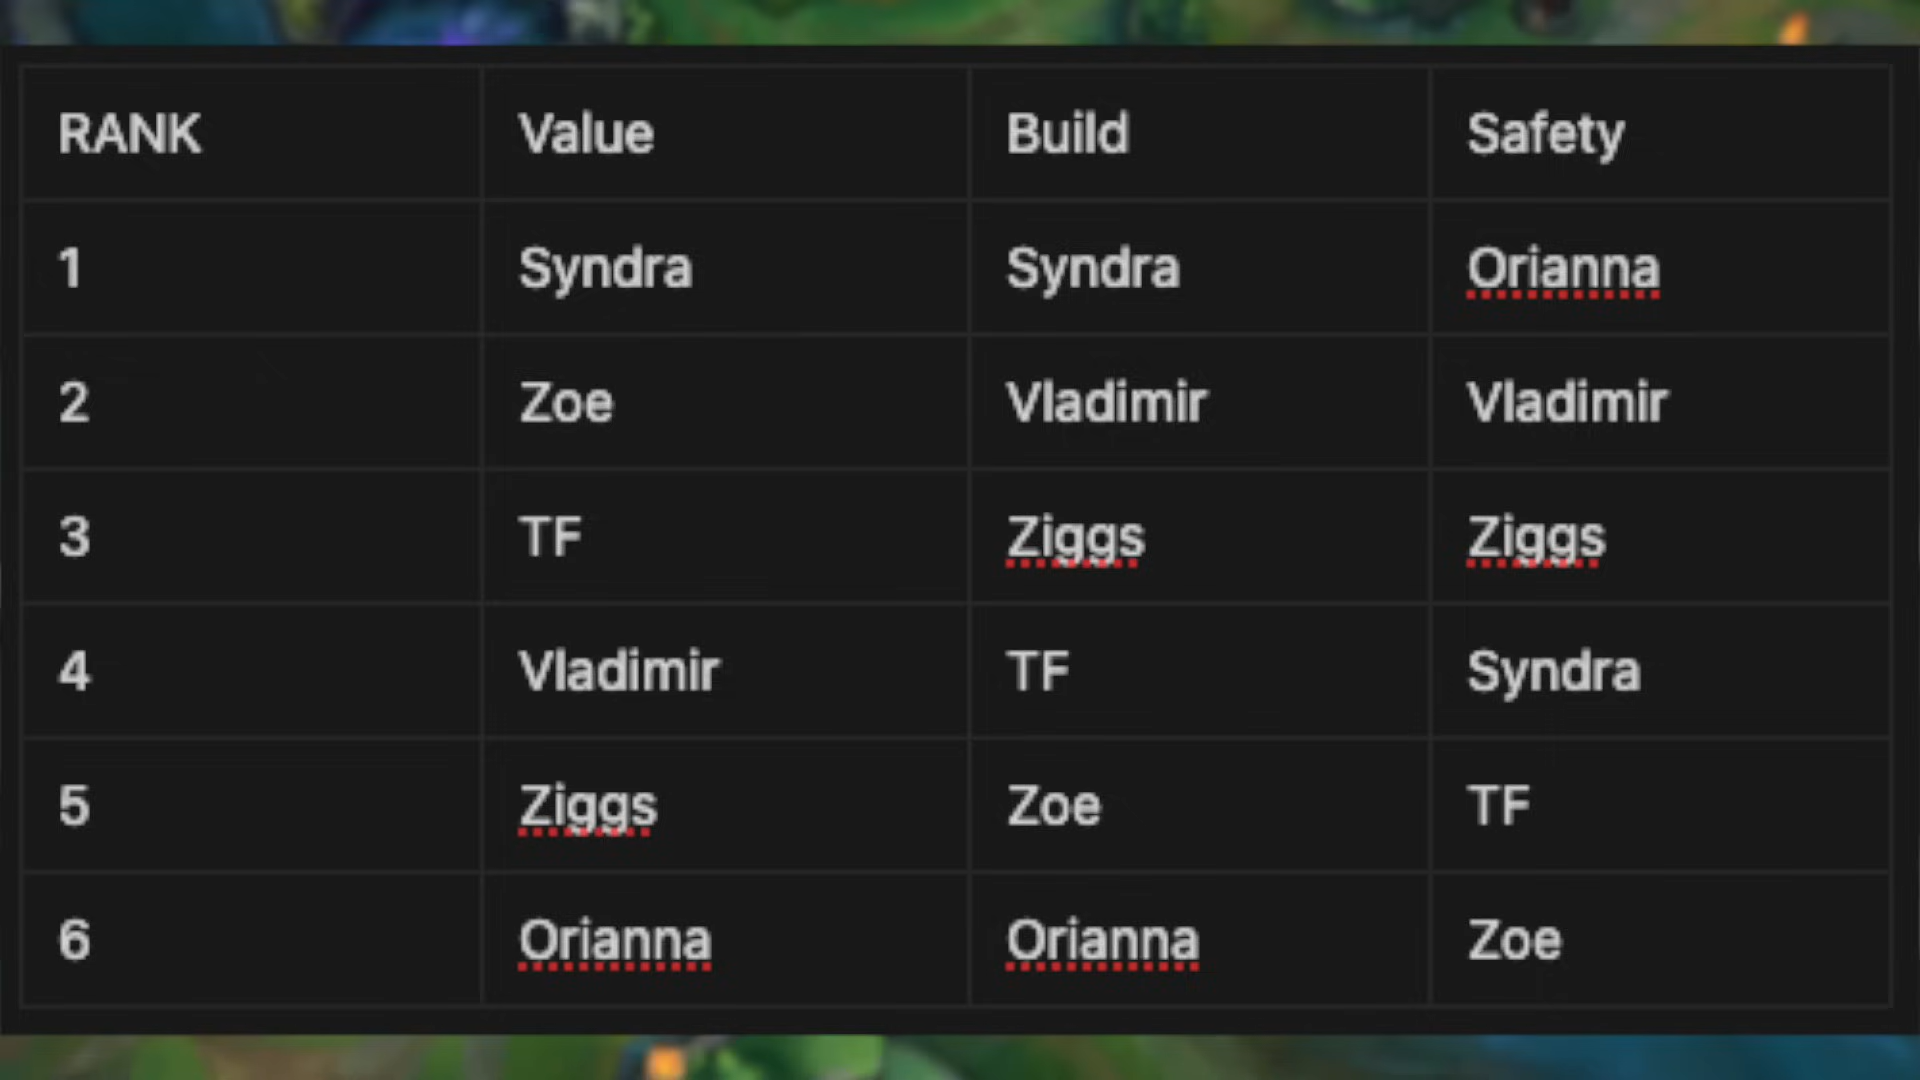 RANK Value Build Safety
1 Syndra Syndra Orianna
2 Zoe Vladimir Vladimir
3 TF Ziggs Ziggs
4 Vladimir TF Syndra
5 Ziggs Zoe TF
6 Orianna Orianna Zoe